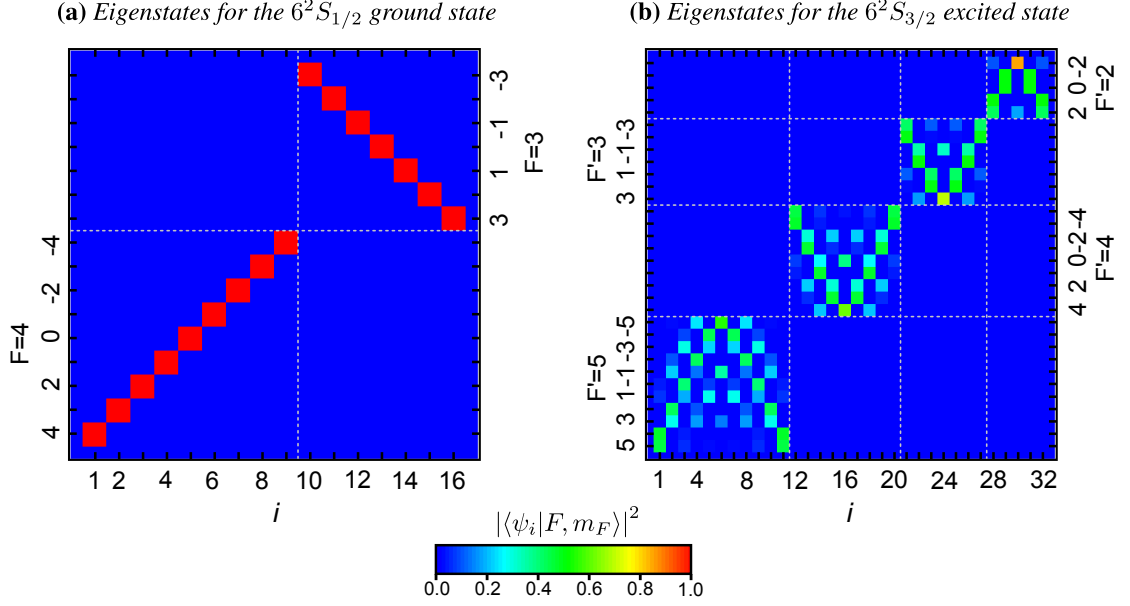 (a) Eigenstates for the 6²S₁/₂ ground state
(b) Eigenstates for the 6²S₃/₂ excited state
-3
-1
1
3
F=3
-4
-2
0
2
4
F=4
1 2 4 6 8 10 12 14 16
i
2 0 -2
F'=2
3 1 -1 -3
F'=3
4 2 0 -2 -4
F'=4
5 3 1 -1 -3 -5
F'=5
1 4 8 12 16 20 24 28 32
i
|⟨ψᵢ|F, m_F⟩|²
0.0 0.2 0.4 0.6 0.8 1.0